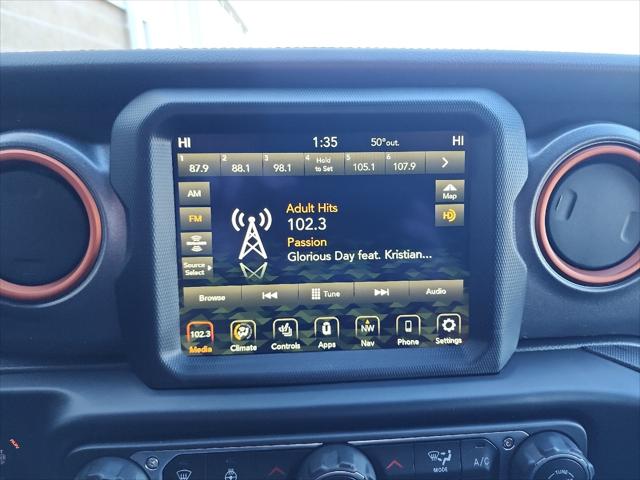 HI 1:35 50° out. HI
1 2 3 4 Hold 5 6
87.9 88.1 98.1 to Set 105.1 107.9
AM
Map
FM
HD
Source
Select
Adult Hits
102.3
Passion
Glorious Day feat. Kristian...
Browse Tune Audio
102.3 NW
Media Climate Controls Apps Nav Phone Settings
MODE A/C
TUNE